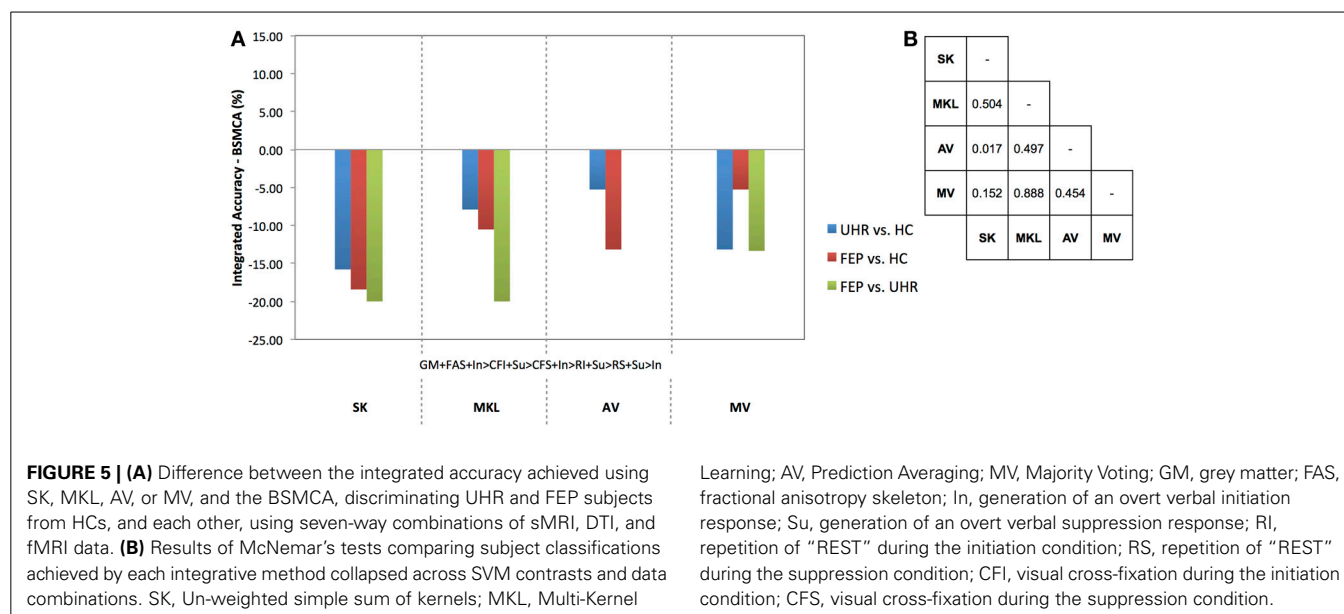 A
B
15.00
10.00
5.00
0.00
-5.00
-10.00
-15.00
-20.00
-25.00
Integrated Accuracy - BSMCA (%)
GM+FAS+In>CFI+Su>CFS+In>RI+Su>RS+Su>In
SK MKL AV MV
UHR vs. HC
FEP vs. HC
FEP vs. UHR
SK -
MKL 0.504 -
AV 0.017 0.497 -
MV 0.152 0.888 0.454 -
SK MKL AV MV
FIGURE 5 | (A) Difference between the integrated accuracy achieved using
SK, MKL, AV, or MV, and the BSMCA, discriminating UHR and FEP subjects
from HCs, and each other, using seven-way combinations of sMRI, DTI, and
fMRI data. (B) Results of McNemar's tests comparing subject classifications
achieved by each integrative method collapsed across SVM contrasts and data
combinations. SK, Un-weighted simple sum of kernels; MKL, Multi-Kernel
Learning; AV, Prediction Averaging; MV, Majority Voting; GM, grey matter; FAS,
fractional anisotropy skeleton; In, generation of an overt verbal initiation
response; Su, generation of an overt verbal suppression response; RI,
repetition of "REST" during the initiation condition; RS, repetition of "REST"
during the suppression condition; CFI, visual cross-fixation during the initiation
condition; CFS, visual cross-fixation during the suppression condition.